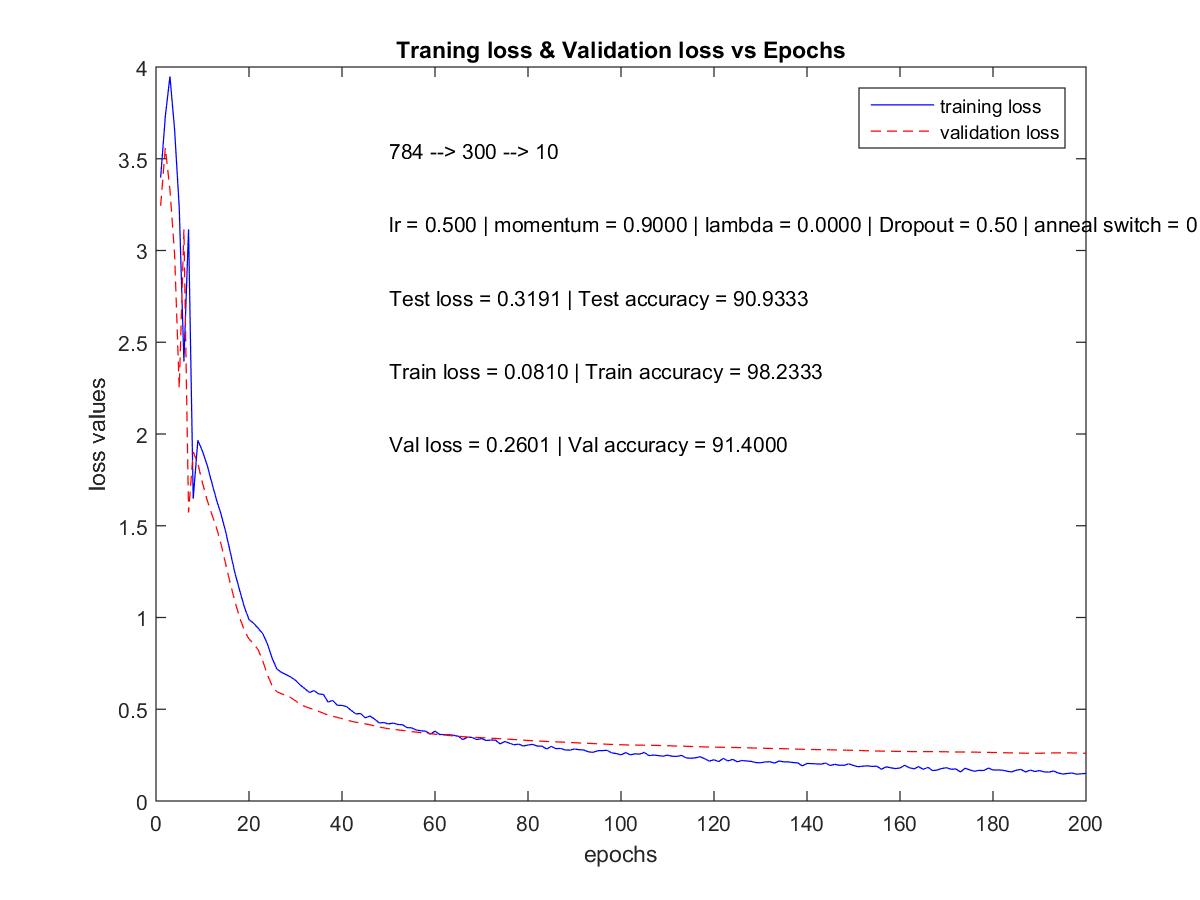 Traning loss & Validation loss vs Epochs
training loss
validation loss
784 --> 300 --> 10
lr = 0.500 | momentum = 0.9000 | lambda = 0.0000 | Dropout = 0.50 | anneal switch = 0
Test loss = 0.3191 | Test accuracy = 90.9333
Train loss = 0.0810 | Train accuracy = 98.2333
Val loss = 0.2601 | Val accuracy = 91.4000
loss values
4
3.5
3
2.5
2
1.5
1
0.5
0
0 20 40 60 80 100 120 140 160 180 200
epochs